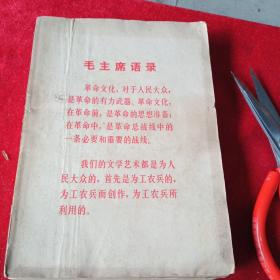 毛主席语录
革命文化，对于人民大众，
是革命的有力武器。革命文化，
在革命前，是革命的思想准备；
在革命中，是革命总战线中的
一条必要和重要的战线。
我们的文学艺术都是为人
民大众的，首先是为工农兵的，
为工农兵而创作，为工农兵所
利用的。